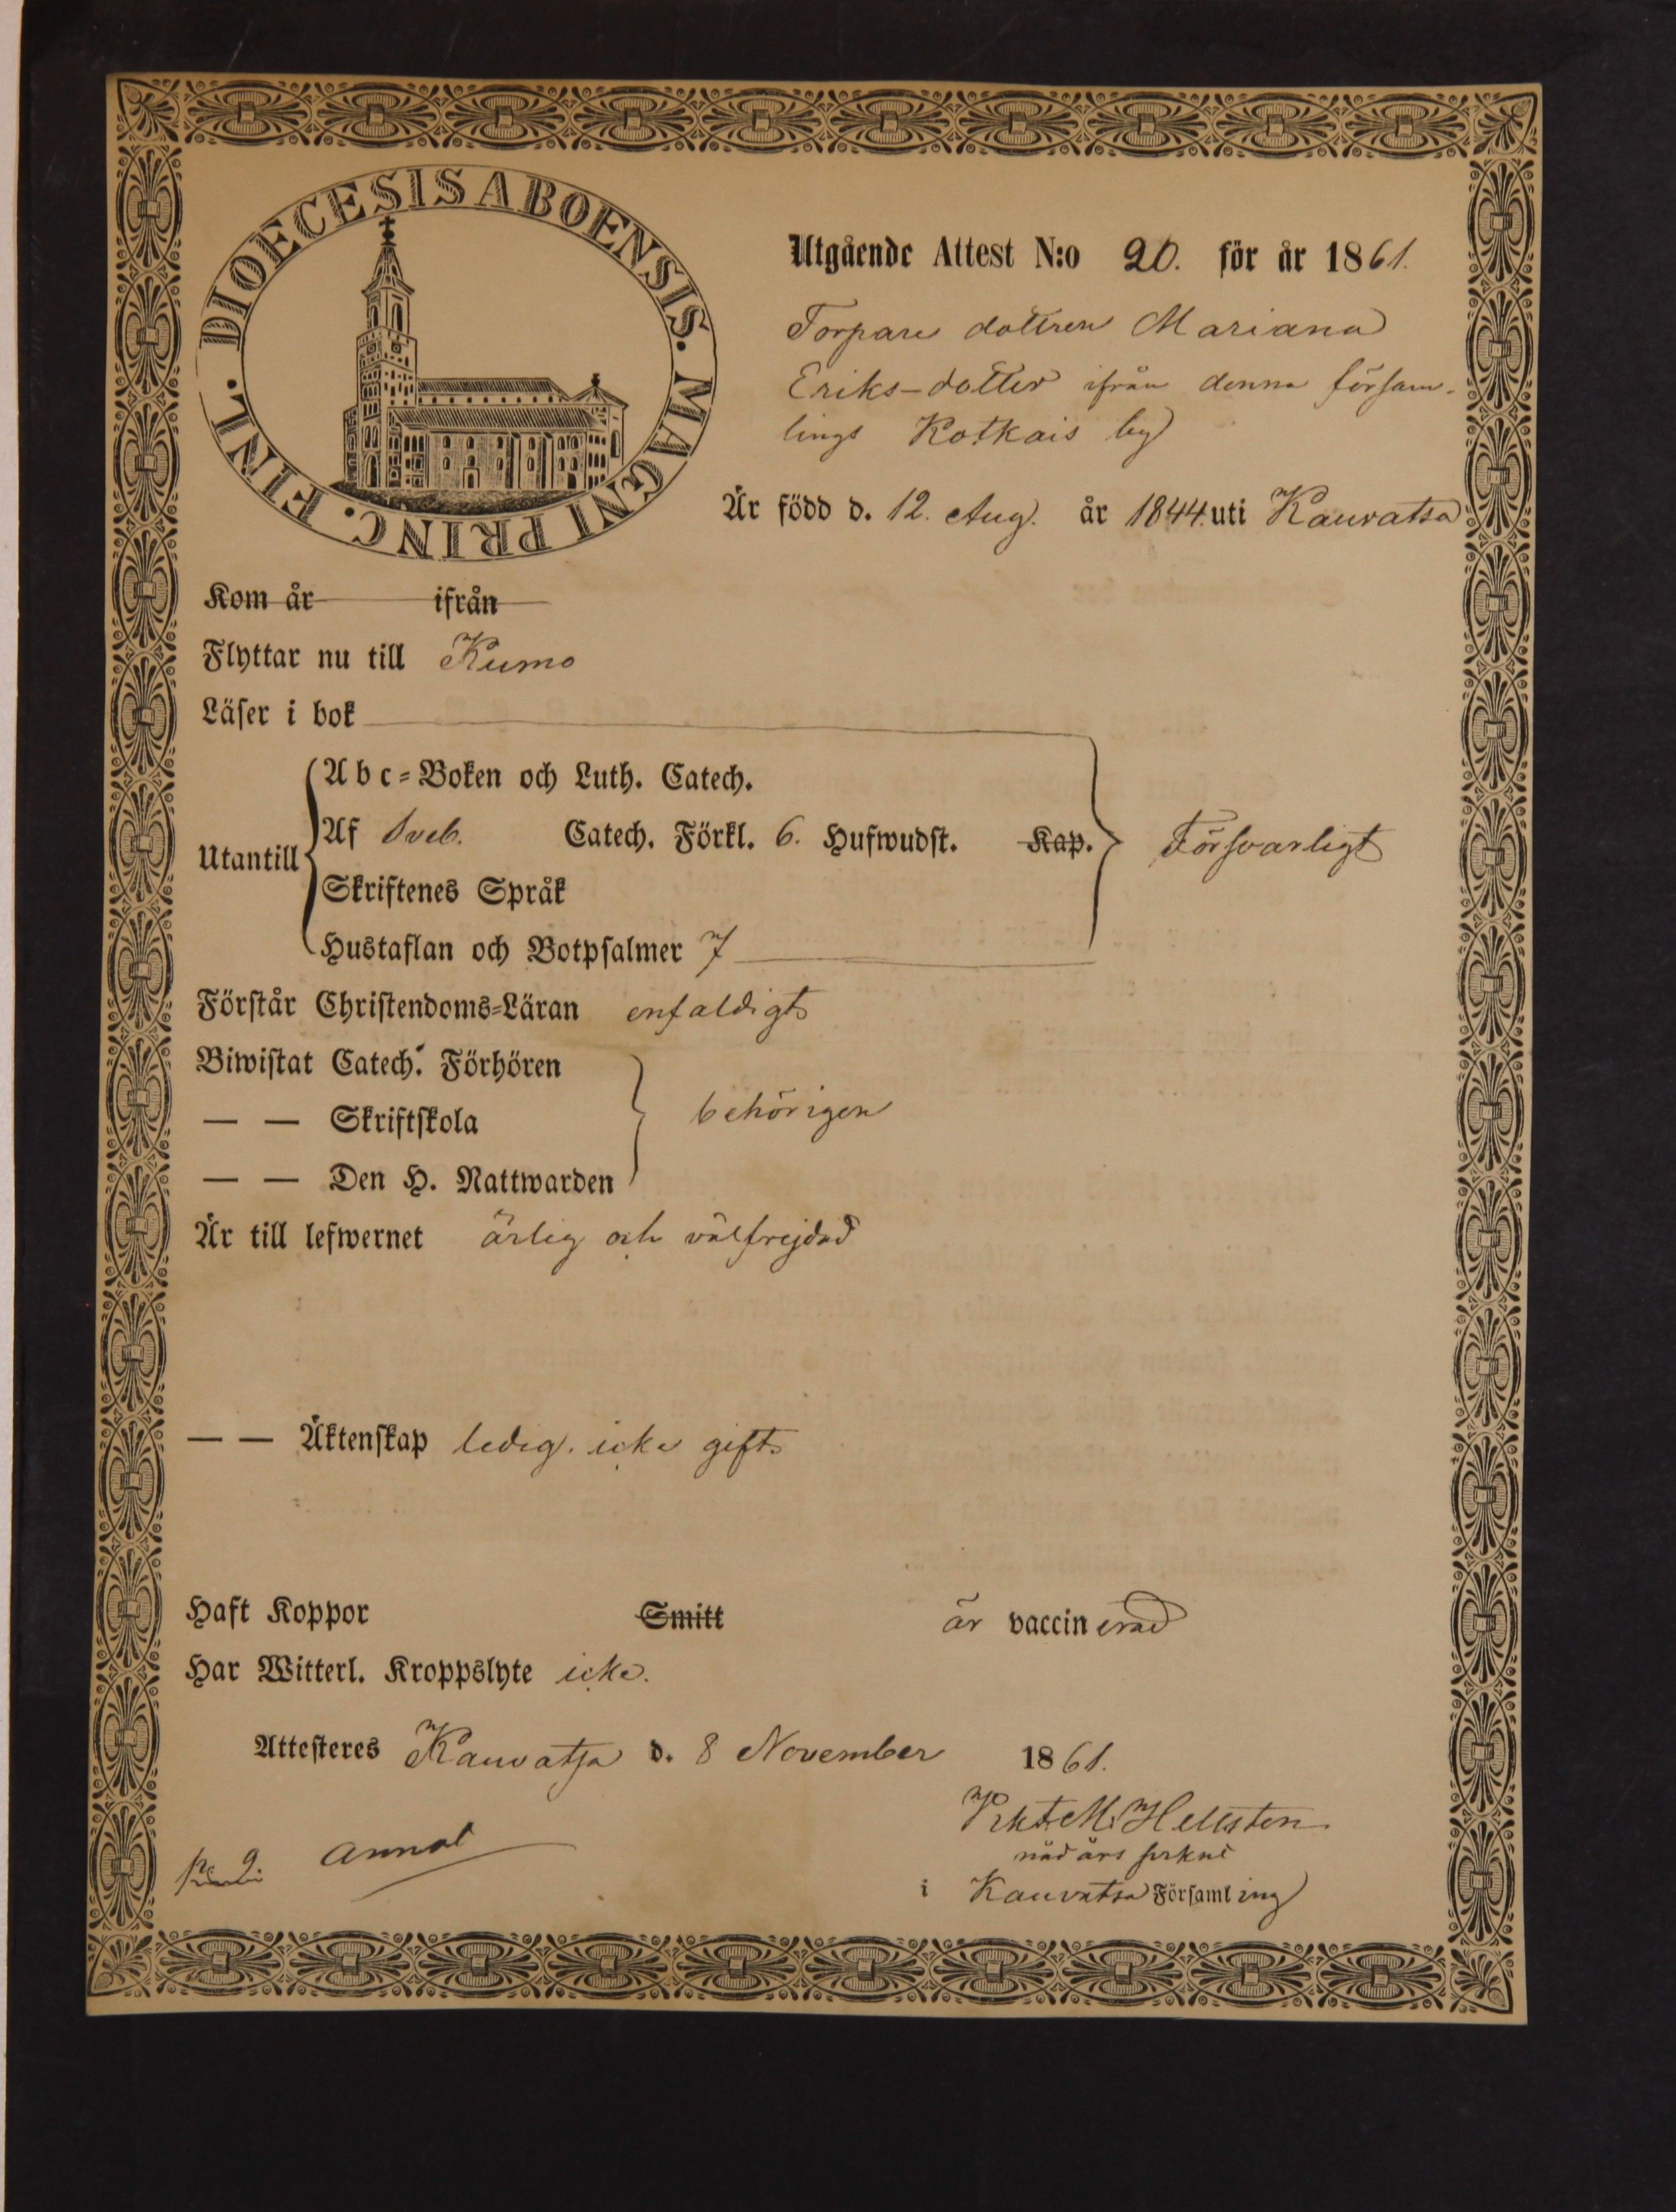 DIOECESIS ABOENSIS. MAGNI PRINC. FINL.
Utgående Attest N:o 20. för år 1861.
Torpare dottren Mariana
Eriks-dotter ifrån denna försam-
lings Kotkais by
Är född d. 12. Aug. år 1844. uti Kauvatsa
Kom år ifrån
Flyttar nu till Kumo
Läser i bok
Abc-Boken och Luth. Catech.
Af Sveb. Catech. Förkl. 6. Hufwudst. Kap.
Utantill Försvarligt
Skriftenes Språk
Hustaflan och Botpsalmer 7
Förstår Christendoms-Läran enfaldigt
Biwistat Catech. Förhören
— — Skriftskola behörigen
— — Den H. Nattwarden
Är till lefwernet ärlig och välfrejdad
— — Äktenskap ledig, icke gift.
Haft Koppor Smitt är vaccinerad
Har Witterl. Kroppslyte icke.
Attesteres Kauvatsa d. 8 November 1861.
M. Hellsten
annot
nådårs
i Kauvatsa Församling